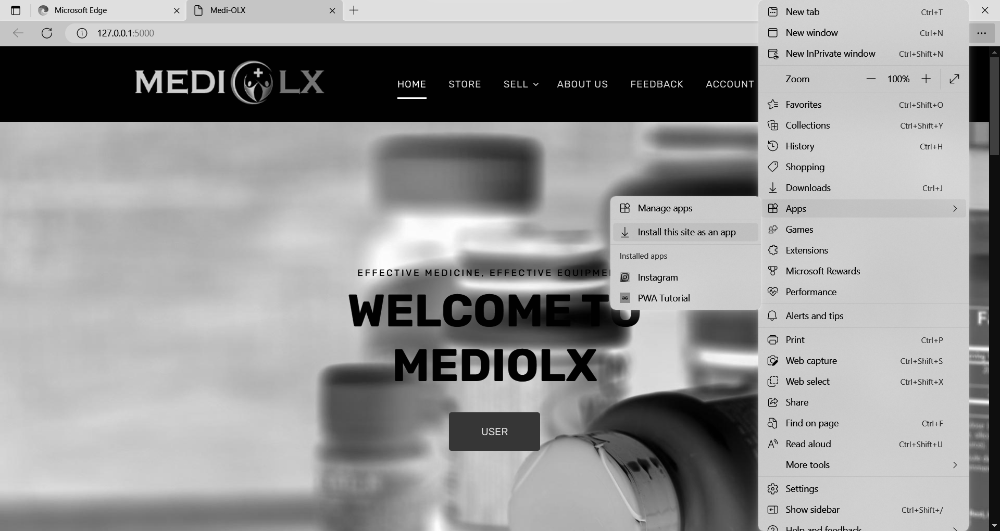 Microsoft Edge
Medi-OLX
127.0.0.1:5000
MEDI LX
HOME
STORE
SELL
ABOUT US
FEEDBACK
ACCOUNT
EFFECTIVE MEDICINE, EFFECTIVE
WELCOME TO
MEDIOLX
USER
Manage apps
Install this site as an app
Installed apps
Instagram
PWA Tutorial
New tab Ctrl+T
New window Ctrl+N
New InPrivate window Ctrl+Shift+N
Zoom 100%
Favorites Ctrl+Shift+O
Collections Ctrl+Shift+Y
History Ctrl+H
Shopping
Downloads Ctrl+J
Apps
Games
Extensions
Microsoft Rewards
Performance
Alerts and tips
Print Ctrl+P
Web capture Ctrl+Shift+S
Web select Ctrl+Shift+X
Share
Find on page Ctrl+F
Read aloud Ctrl+Shift+U
More tools
Settings
Show sidebar Ctrl+Shift+/
Help and feedback